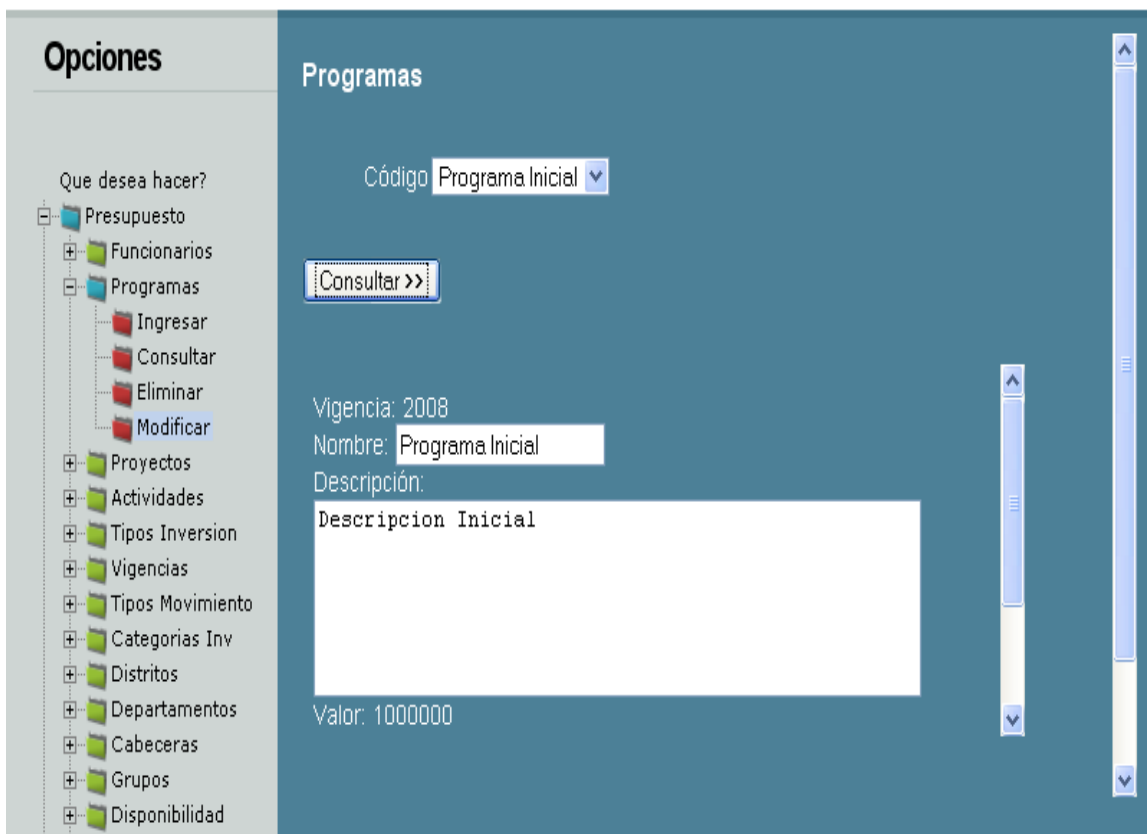 Opciones
Que desea hacer?
Presupuesto
Funcionarios
Programas
Ingresar
Consultar
Eliminar
Modificar
Proyectos
Actividades
Tipos Inversion
Vigencias
Tipos Movimiento
Categorias Inv
Distritos
Departamentos
Cabeceras
Grupos
Disponibilidad
Programas
Código Programa Inicial
Consultar >>
Vigencia: 2008
Nombre: Programa Inicial
Descripción:
Descripcion Inicial
Valor: 1000000